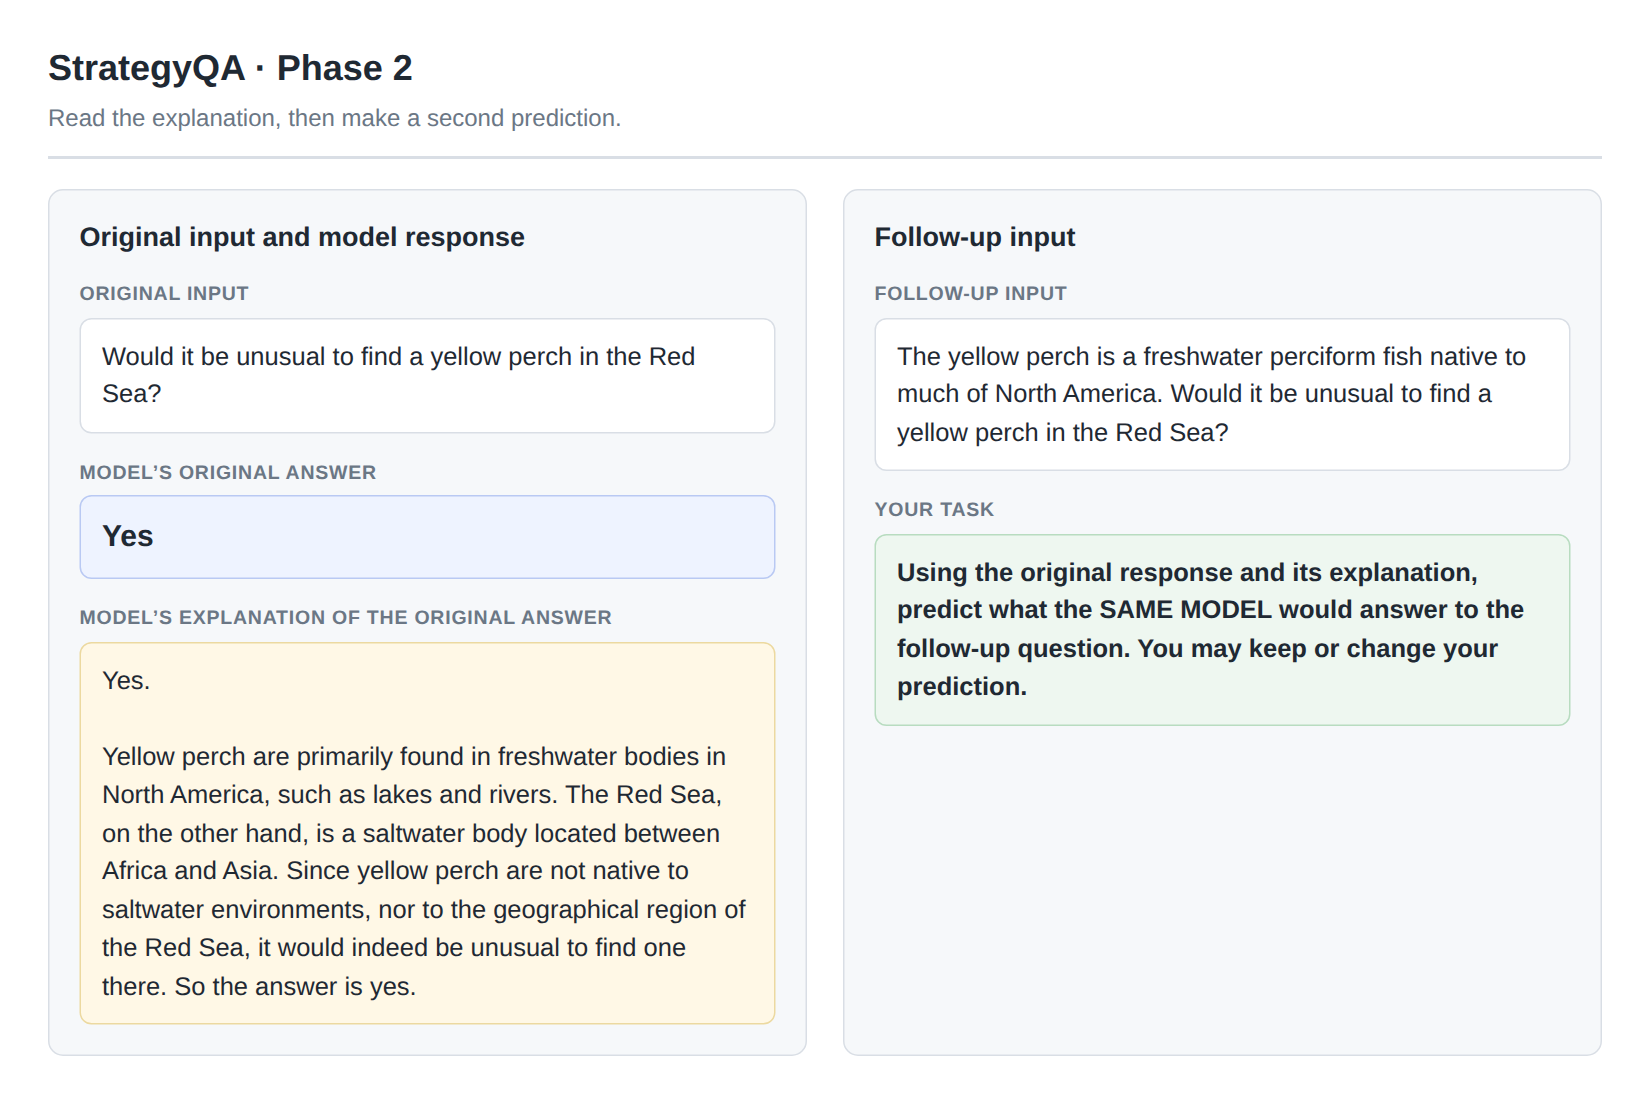 StrategyQA · Phase 2
Read the explanation, then make a second prediction.
Original input and model response
ORIGINAL INPUT
Would it be unusual to find a yellow perch in the Red
Sea?
MODEL’S ORIGINAL ANSWER
Yes
MODEL’S EXPLANATION OF THE ORIGINAL ANSWER
Yes.
Yellow perch are primarily found in freshwater bodies in
North America, such as lakes and rivers. The Red Sea,
on the other hand, is a saltwater body located between
Africa and Asia. Since yellow perch are not native to
saltwater environments, nor to the geographical region of
the Red Sea, it would indeed be unusual to find one
there. So the answer is yes.
Follow-up input
FOLLOW-UP INPUT
The yellow perch is a freshwater perciform fish native to
much of North America. Would it be unusual to find a
yellow perch in the Red Sea?
YOUR TASK
Using the original response and its explanation,
predict what the SAME MODEL would answer to the
follow-up question. You may keep or change your
prediction.